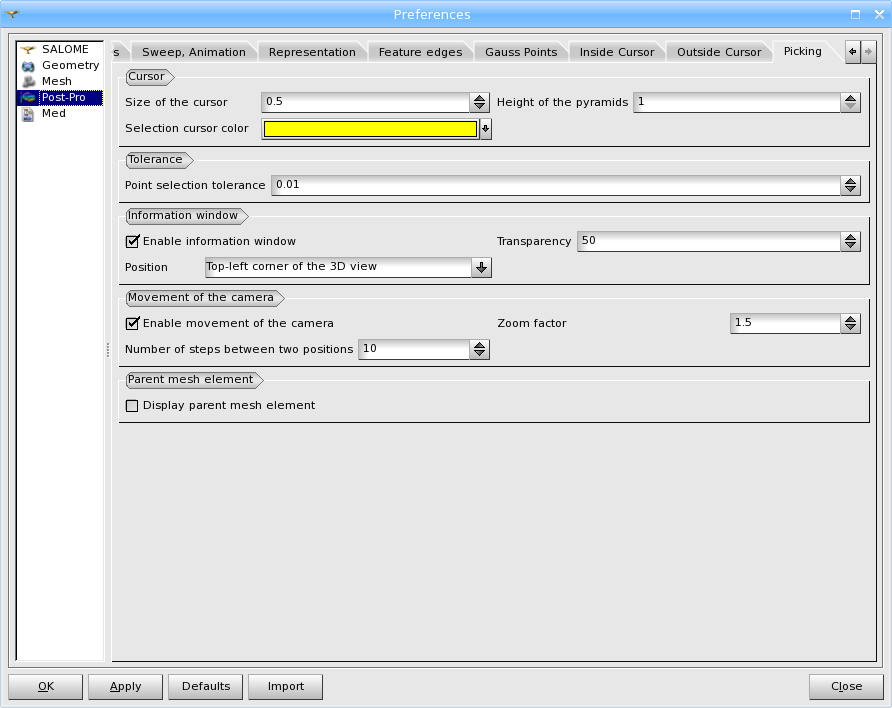 Preferences
SALOME
Geometry
Mesh
Post-Pro
Med
s Sweep, Animation Representation Feature edges Gauss Points Inside Cursor Outside Cursor Picking
Cursor
Size of the cursor 0.5 Height of the pyramids 1
Selection cursor color
Tolerance
Point selection tolerance 0.01
Information window
Enable information window Transparency 50
Position Top-left corner of the 3D view
Movement of the camera
Enable movement of the camera Zoom factor 1.5
Number of steps between two positions 10
Parent mesh element
Display parent mesh element
OK Apply Defaults Import Close